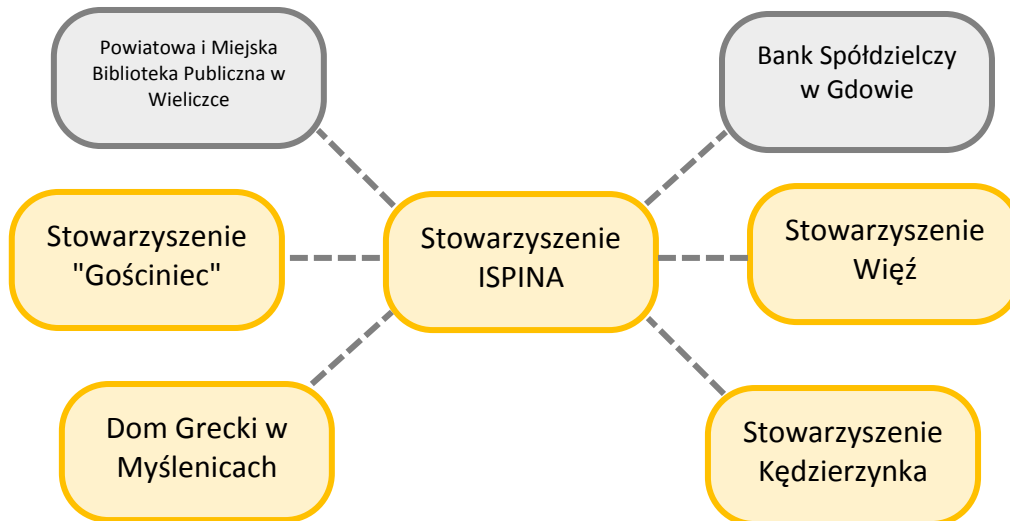 Powiatowa i Miejska
Biblioteka Publiczna w
Wieliczce
Bank Spółdzielczy
w Gdowie
Stowarzyszenie
"Gościniec"
Stowarzyszenie
ISPINA
Stowarzyszenie
Więź
Dom Grecki w
Myślenicach
Stowarzyszenie
Kędzierzynka